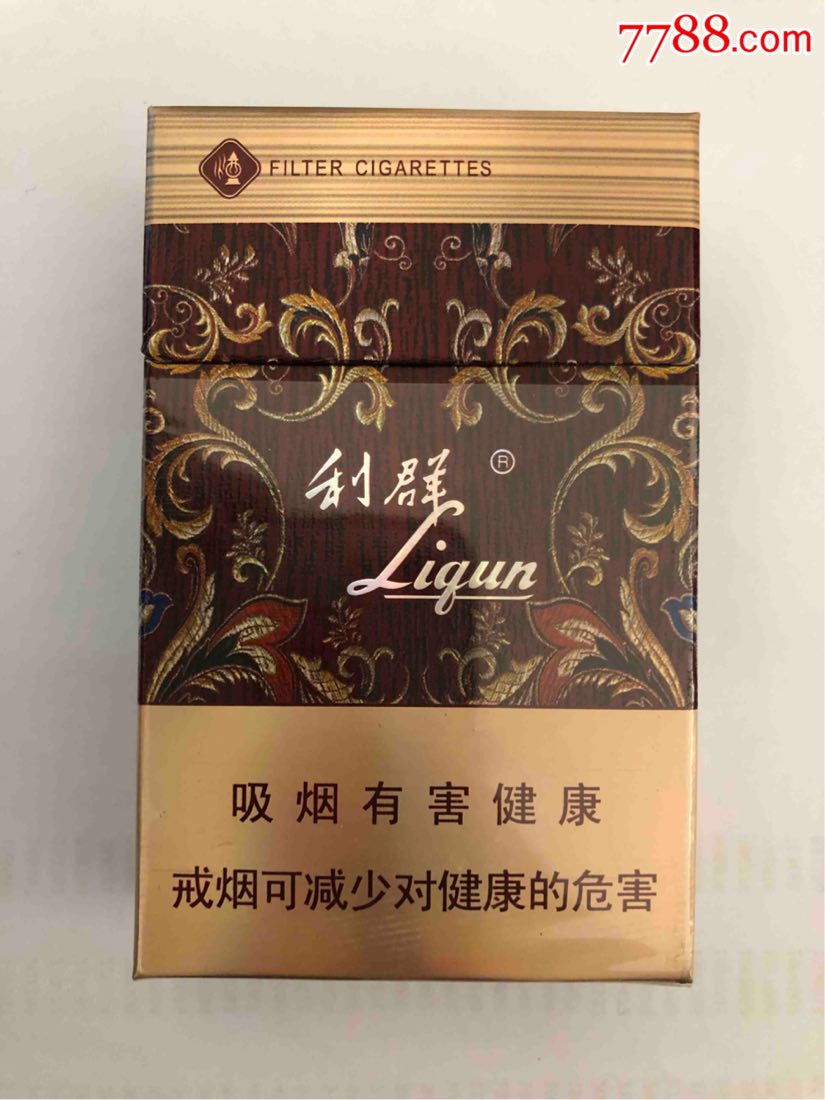 7788.com
FILTER CIGARETTES
利群 ®
Liqun
吸烟有害健康
戒烟可减少对健康的危害